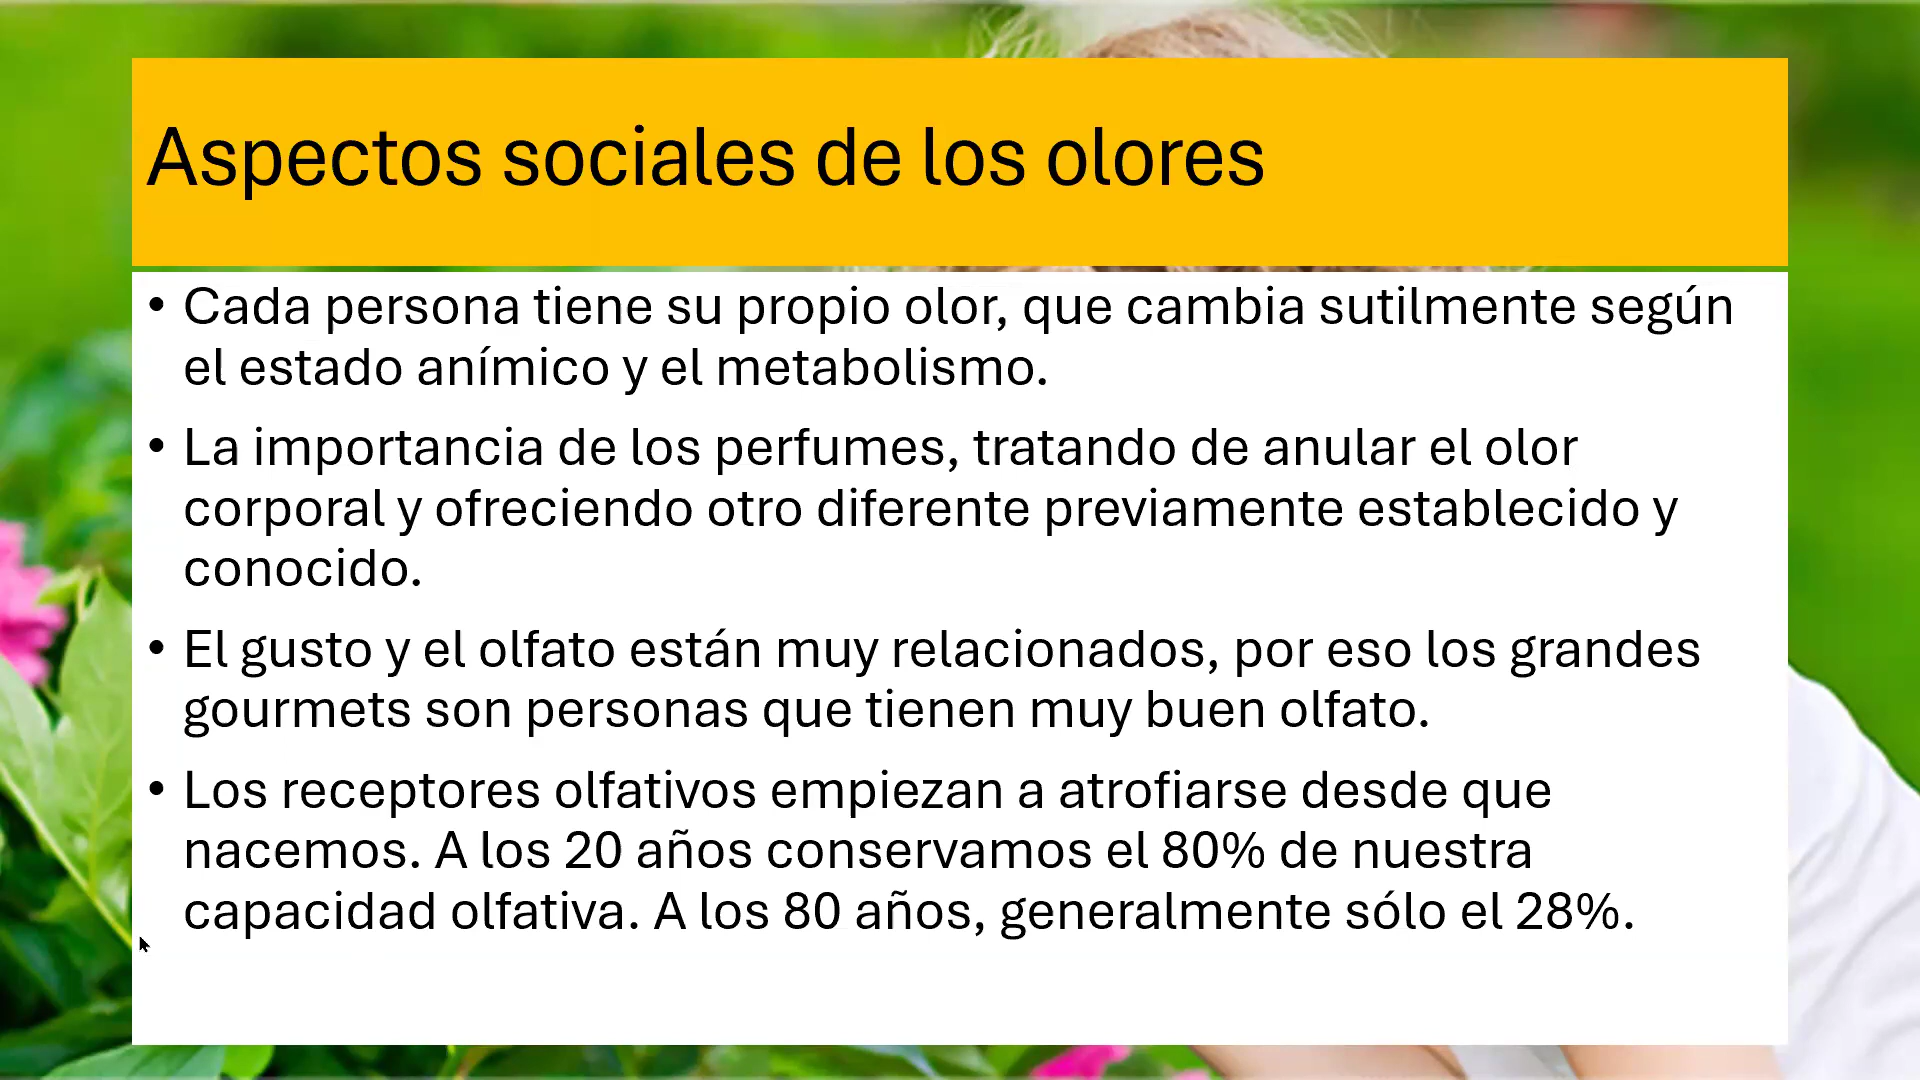 Aspectos sociales de los olores
• Cada persona tiene su propio olor, que cambia sutilmente según
el estado anímico y el metabolismo.
• La importancia de los perfumes, tratando de anular el olor
corporal y ofreciendo otro diferente previamente establecido y
conocido.
• El gusto y el olfato están muy relacionados, por eso los grandes
gourmets son personas que tienen muy buen olfato.
• Los receptores olfativos empiezan a atrofiarse desde que
nacemos. A los 20 años conservamos el 80% de nuestra
capacidad olfativa. A los 80 años, generalmente sólo el 28%.